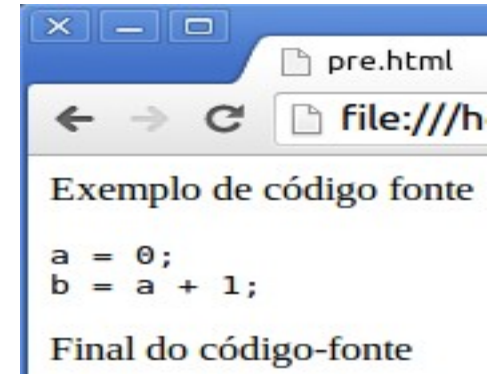 pre.html
file:///h
Exemplo de código fonte
a = 0;
b = a + 1;
Final do código-fonte